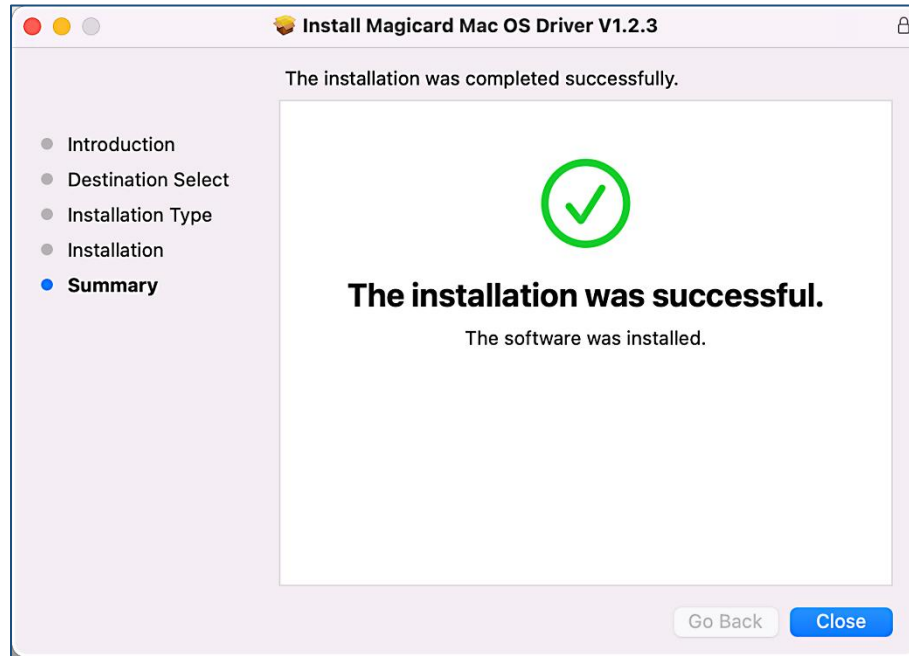 Install Magicard Mac OS Driver V1.2.3
The installation was completed successfully.
Introduction
Destination Select
Installation Type
Installation
Summary
The installation was successful.
The software was installed.
Go Back
Close